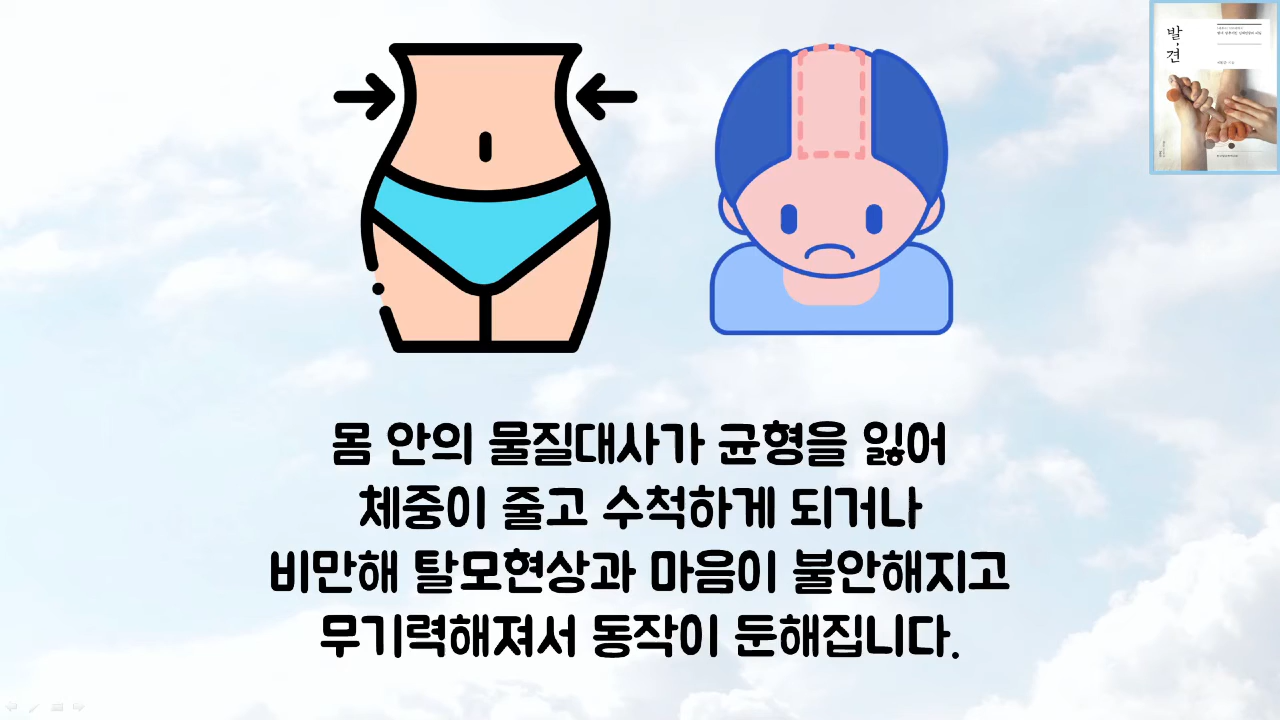 발견
몸 안의 물질대사가 균형을 잃어
체중이 줄고 수척하게 되거나
비만해 탈모현상과 마음이 불안해지고
무기력해져서 동작이 둔해집니다.